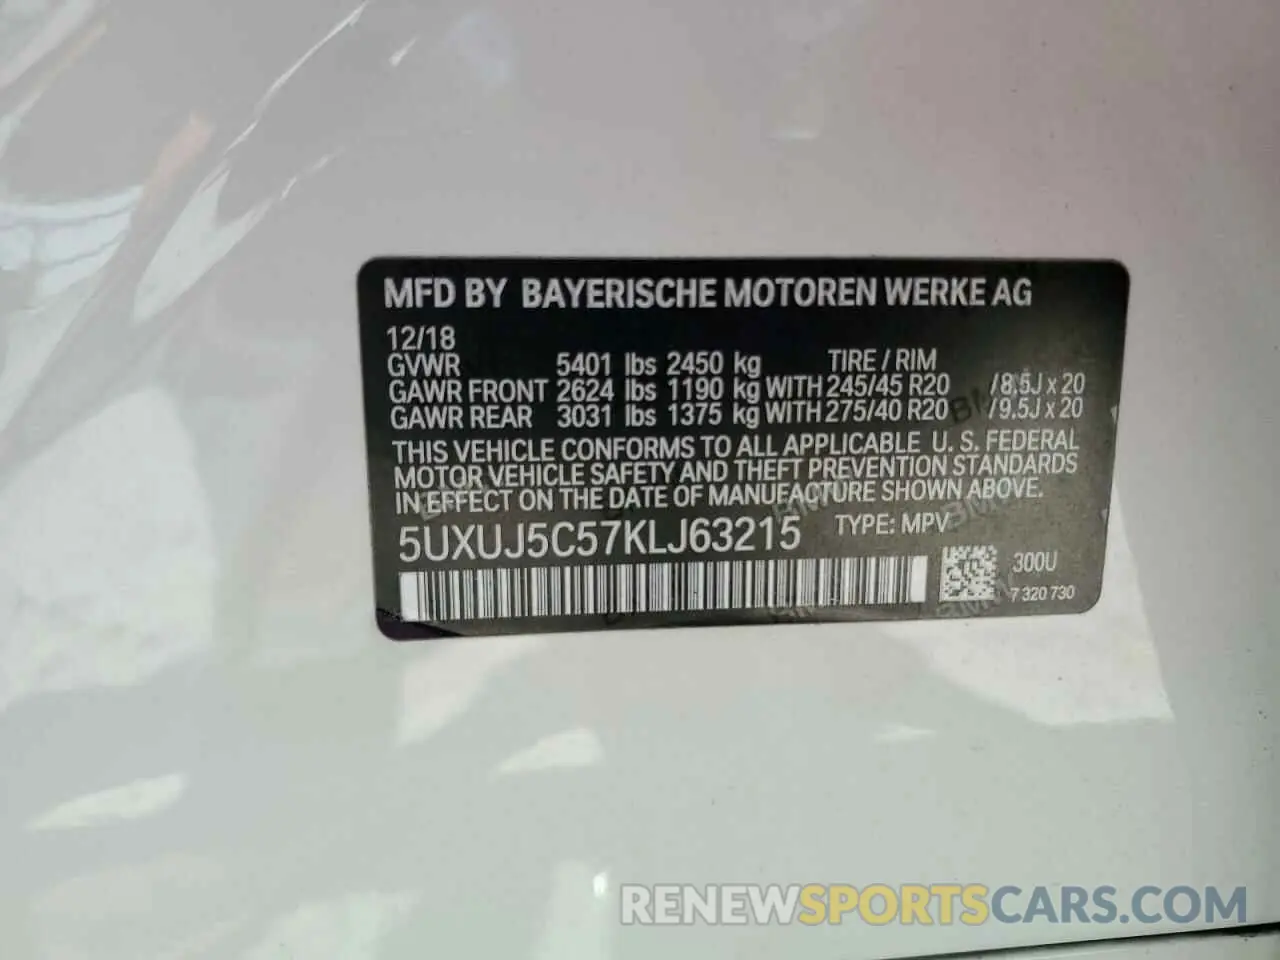 MFD BY BAYERISCHE MOTOREN WERKE AG
12/18
GVWR 5401 lbs 2450 kg TIRE / RIM
GAWR FRONT 2624 lbs 1190 kg WITH 245/45 R20 / 8.5J x 20
GAWR REAR 3031 lbs 1375 kg WITH 275/40 R20 / 9.5J x 20
THIS VEHICLE CONFORMS TO ALL APPLICABLE U. S. FEDERAL
MOTOR VEHICLE SAFETY AND THEFT PREVENTION STANDARDS
IN EFFECT ON THE DATE OF MANUFACTURE SHOWN ABOVE.
5UXUJ5C57KLJ63215 TYPE: MPV
300U
7 320 730
RENEWSPORTSCARS.COM